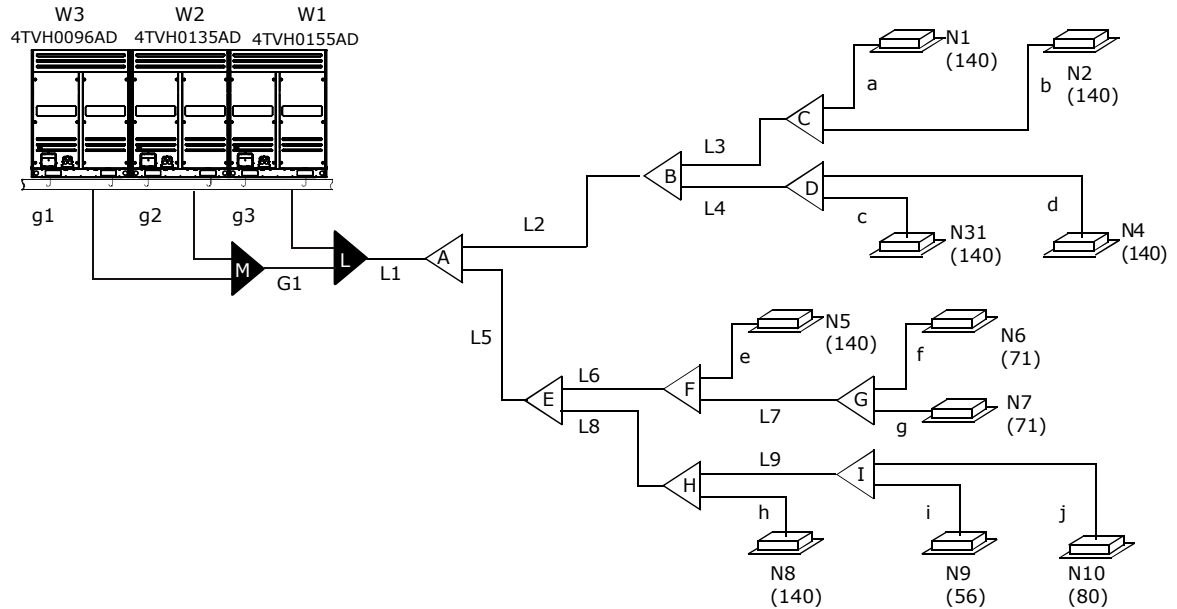 W3 W2 W1
4TVH0096AD 4TVH0135AD 4TVH0155AD
g1 g2 g3
M L
G1 L1
A
L2
L5
B
L3
L4
C
D
a
N1
(140)
b
N2
(140)
c
N31
(140)
d
N4
(140)
E
L6
L8
F
e
N5
(140)
L7
G
f
N6
(71)
g
N7
(71)
H
L9
I
h
N8
(140)
i
N9
(56)
j
N10
(80)